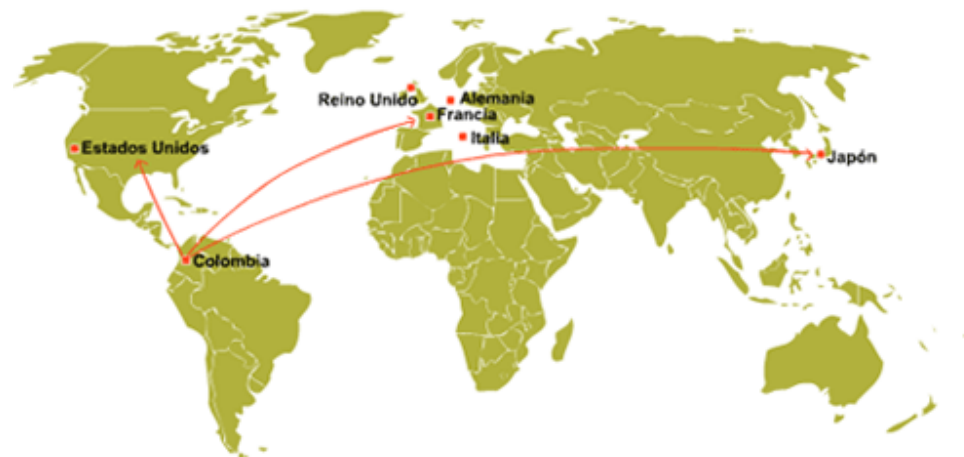 Reino Unido
Alemania
Francia
Italia
Estados Unidos
Japón
Colombia